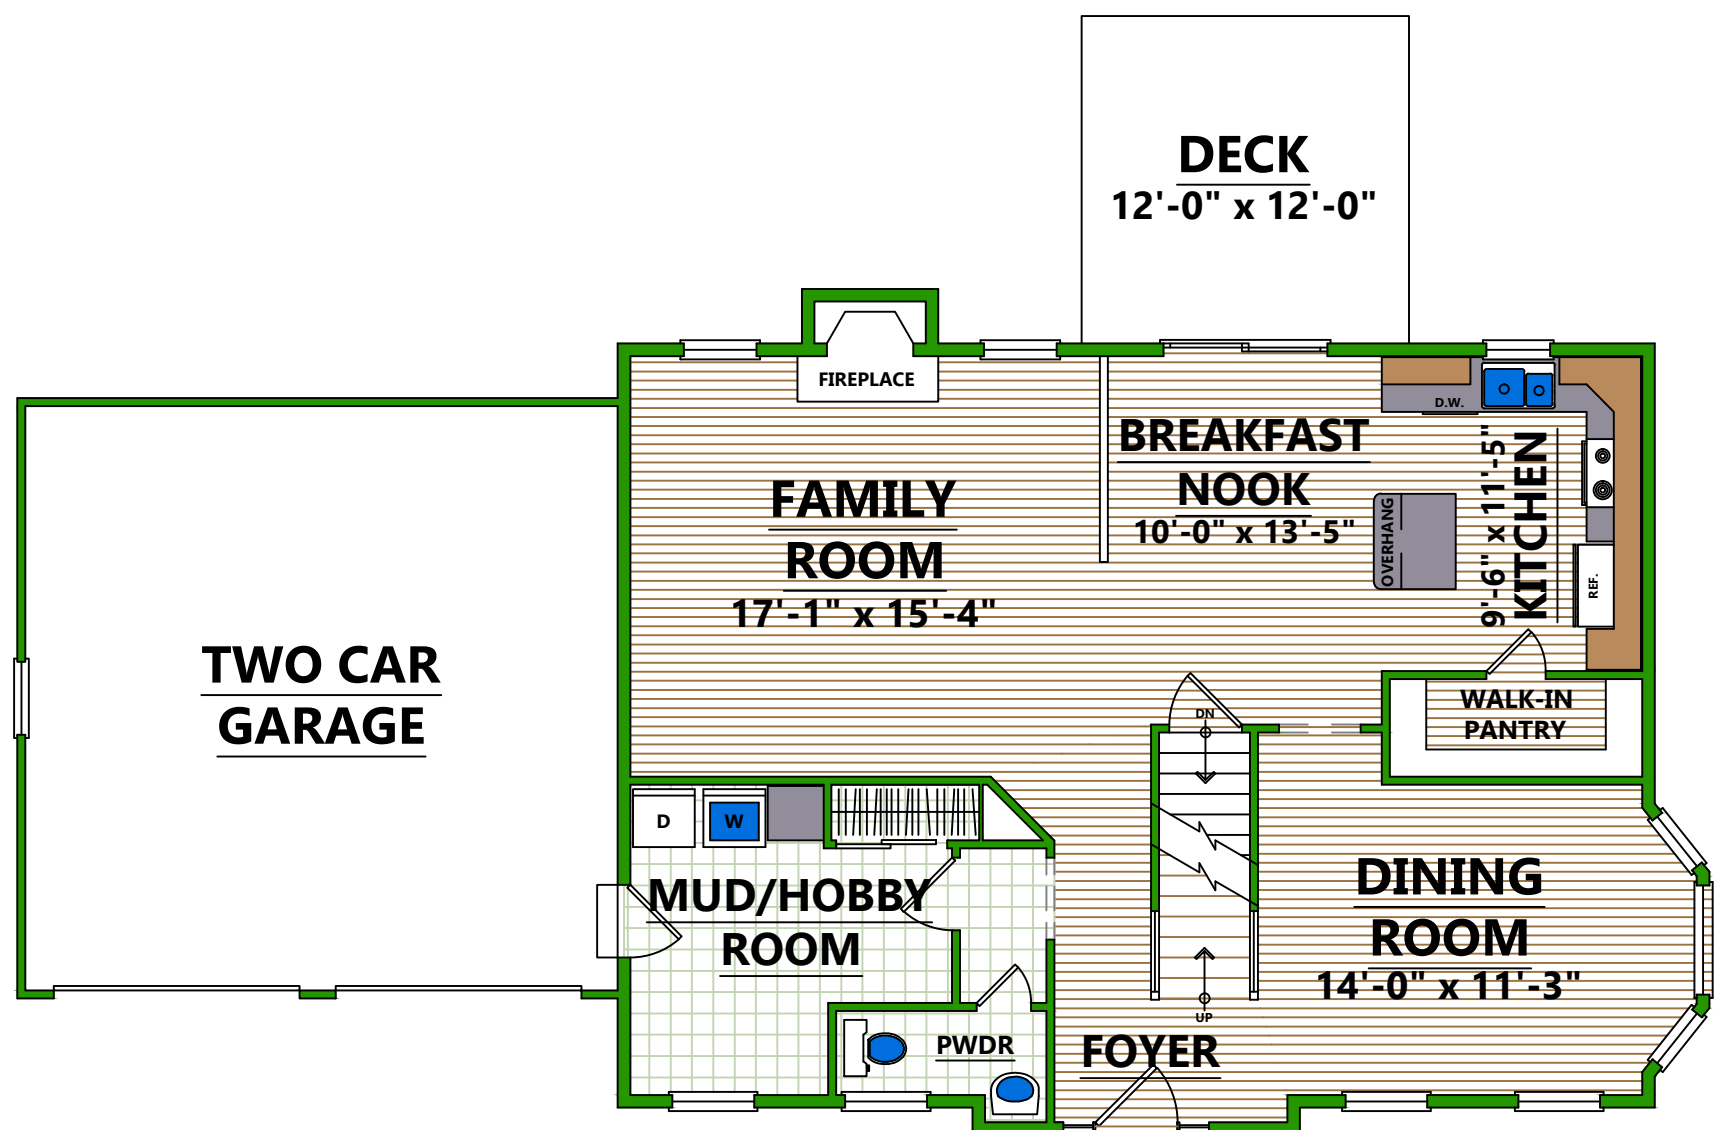 DECK
12'-0" x 12'-0"
FIREPLACE
D.W.
BREAKFAST
NOOK
10'-0" x 13'-5"
KITCHEN
9'-6" x 11'-5"
OVERHANG
REF.
FAMILY
ROOM
17'-1" x 15'-4"
TWO CAR
GARAGE
WALK-IN
PANTRY
DN
D
W
MUD/HOBBY
ROOM
DINING
ROOM
14'-0" x 11'-3"
UP
PWDR
FOYER